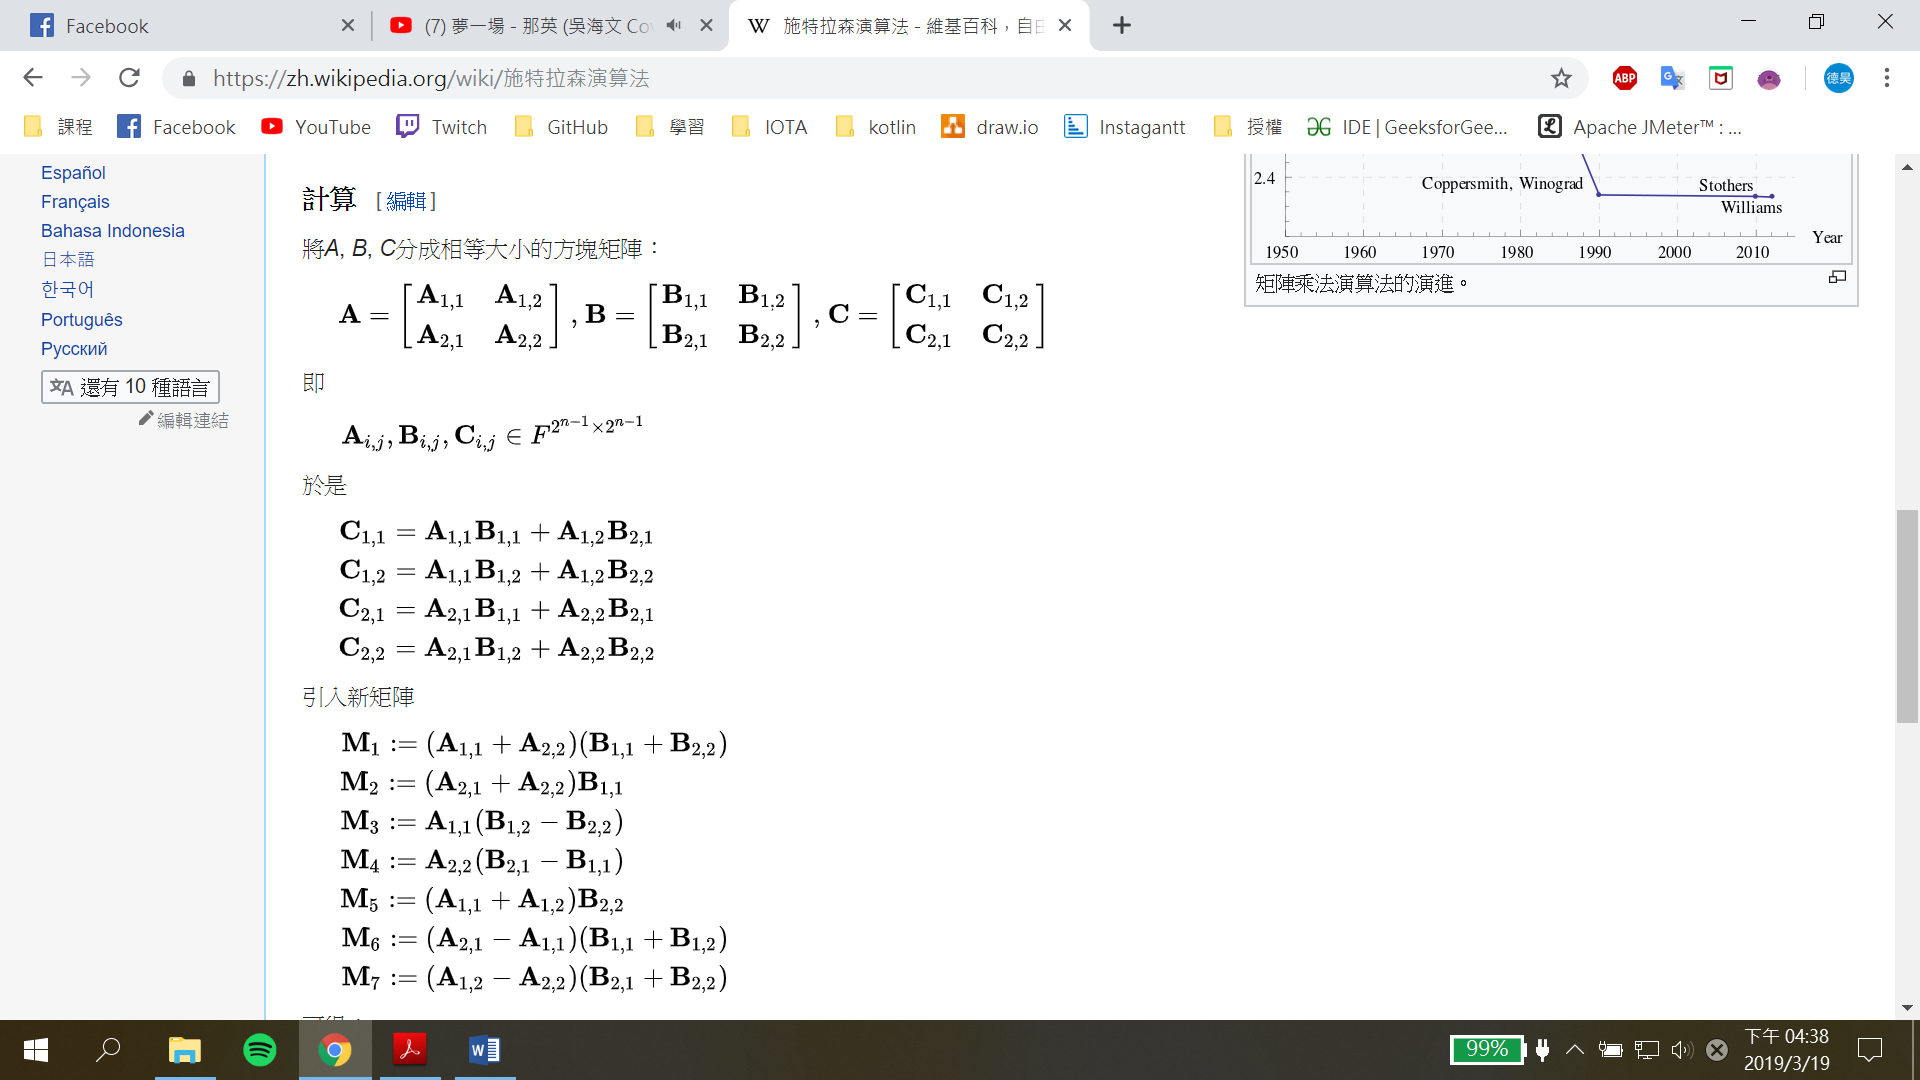 Facebook
(7) 夢一場 - 那英 (吳海文 Cov
施特拉森演算法 - 維基百科，自由
https://zh.wikipedia.org/wiki/施特拉森演算法
ABP
德昊
課程 Facebook YouTube Twitch GitHub 學習 IOTA kotlin draw.io Instagantt 授權 IDE | GeeksforGee... Apache JMeter™ : ...
Español
Français
Bahasa Indonesia
日本語
한국어
Português
Русский
還有 10 種語言
編輯連結
計算 [編輯]
將A, B, C分成相等大小的方塊矩陣：
A = [A1,1 A1,2 A2,1 A2,2] , B = [B1,1 B1,2 B2,1 B2,2] , C = [C1,1 C1,2 C2,1 C2,2]
即
Ai,j, Bi,j, Ci,j ∈ F^(2^(n−1)×2^(n−1))
於是
C1,1 = A1,1B1,1 + A1,2B2,1
C1,2 = A1,1B1,2 + A1,2B2,2
C2,1 = A2,1B1,1 + A2,2B2,1
C2,2 = A2,1B1,2 + A2,2B2,2
引入新矩陣
M1 := (A1,1 + A2,2)(B1,1 + B2,2)
M2 := (A2,1 + A2,2)B1,1
M3 := A1,1(B1,2 − B2,2)
M4 := A2,2(B2,1 − B1,1)
M5 := (A1,1 + A1,2)B2,2
M6 := (A2,1 − A1,1)(B1,1 + B1,2)
M7 := (A1,2 − A2,2)(B2,1 + B2,2)
2.4
Coppersmith, Winograd
Stothers
Williams
Year
1950 1960 1970 1980 1990 2000 2010
矩陣乘法演算法的演進。
99%
下午 04:38
2019/3/19